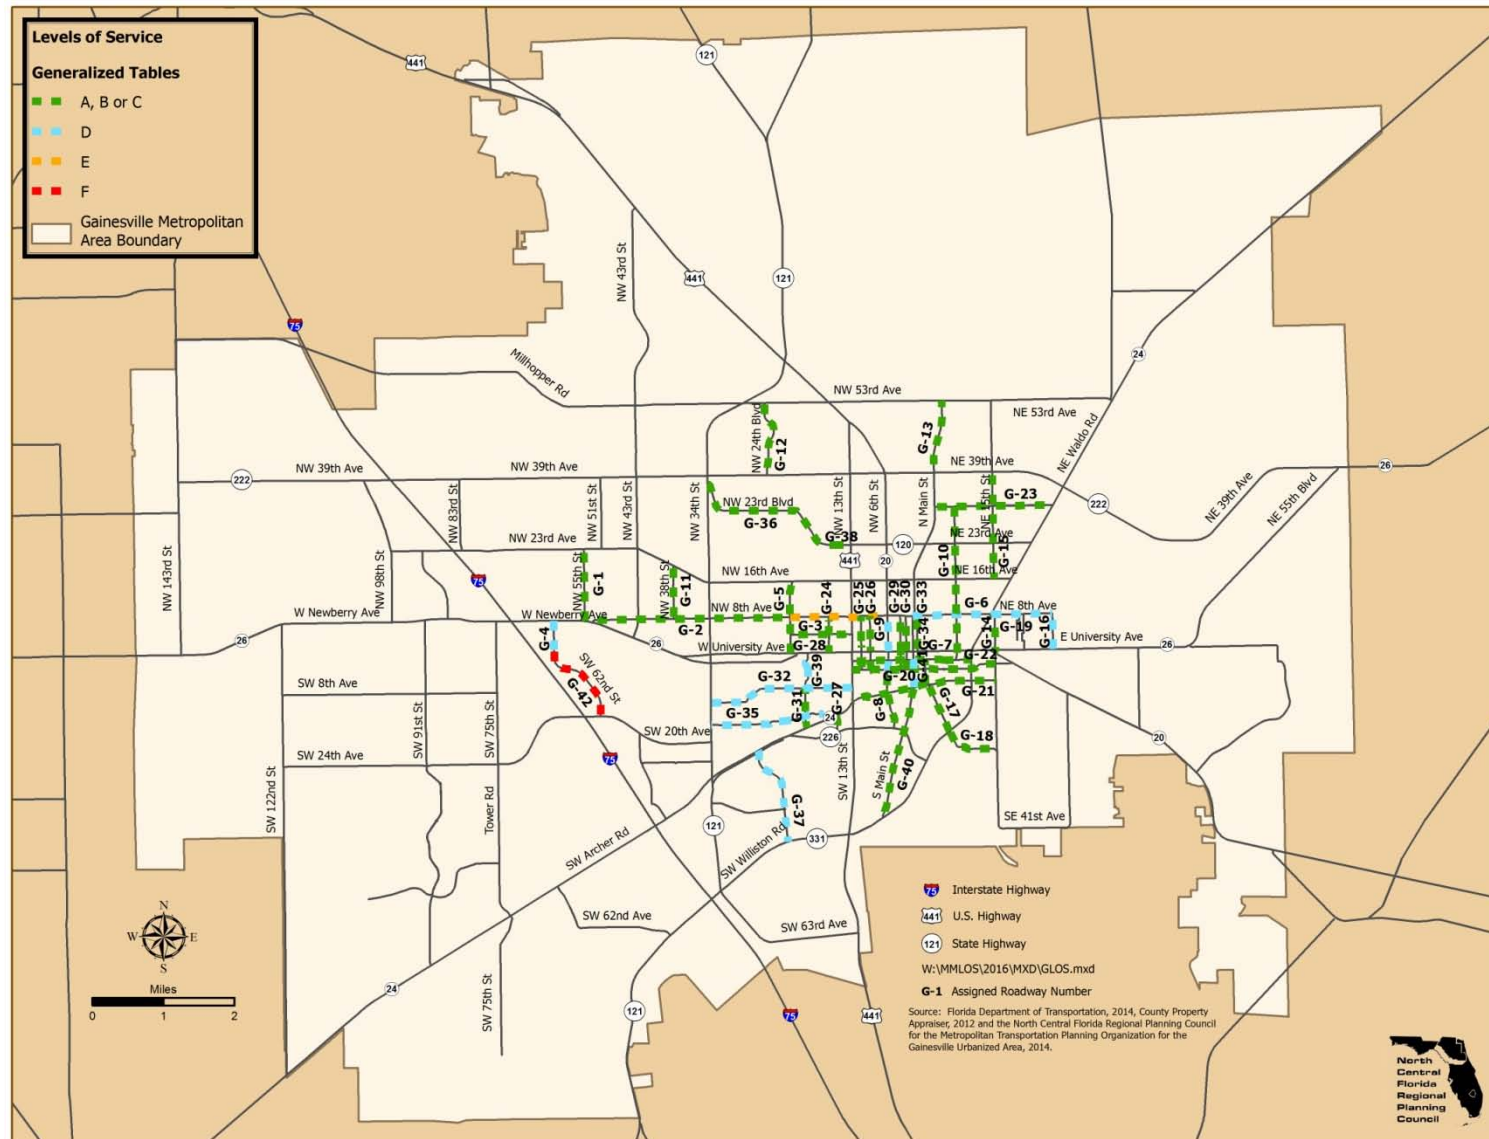 Levels of Service
Generalized Tables
A, B or C
D
E
F
Gainesville Metropolitan
Area Boundary
441
121
441
121
75
24
NW 43rd St
Millhopper Rd
NW 53rd Ave
NE 53rd Ave
NW 24th Blvd
G-12
G-13
NE Waldo Rd
26
222
NW 39th Ave
NW 39th Ave
NE 39th Ave
NE 39th Ave
NE 55th Blvd
NW 83rd St
NW 51st St
NW 43rd St
NW 34th St
NW 23rd Blvd
G-36
NW 13th St
NW 6th St
N Main St
NE 15th St
G-23
222
NW 23rd Ave
G-38
120
NE 23rd Ave
441
20
G-10
G-15
NW 143rd St
NW 98th St
75
NW 55th St
G-1
NW 38th St
G-11
NW 16th Ave
NE 16th Ave
G-5
G-24
G-25
G-26
G-29
G-30
G-33
W Newberry Ave
W Newberry Ave
NW 8th Ave
G-6
NE 8th Ave
26
G-4
G-2
G-3
G-9
G-34
G-14
G-19
G-16
E University Ave
26
26
W University Ave
G-28
G-7
G-22
SW 62nd St
G-42
SW 8th Ave
G-32
G-39
G-20
G-41
G-21
G-31
G-27
G-8
G-17
G-35
24
226
SW 20th Ave
G-18
SW 91st St
SW 75th St
SW 24th Ave
75
20
SW 122nd St
Tower Rd
SW 13th St
S Main St
G-40
G-37
121
SW Archer Rd
SW Williston Rd
331
SE 41st Ave
75 Interstate Highway
441 U.S. Highway
121 State Highway
W:\MMLOS\2016\MXD\GLOS.mxd
G-1 Assigned Roadway Number
Source: Florida Department of Transportation, 2014, County Property
Appraiser, 2012 and the North Central Florida Regional Planning Council
for the Metropolitan Transportation Planning Organization for the
Gainesville Urbanized Area, 2014.
SW 62nd Ave
SW 63rd Ave
N
W E
S
Miles
0 1 2
24
SW 75th St
121
75
441
North
Central
Florida
Regional
Planning
Council